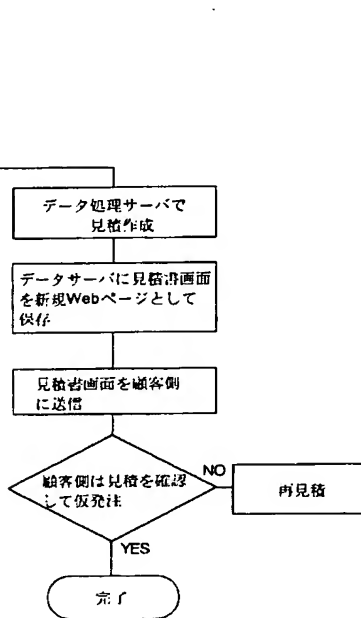 データ処理サーバで
見積作成
データサーバに見積書画面
を新規Webページとして
保存
見積書画面を顧客側
に送信
顧客側は見積を確認
して仮発注
NO
再見積
YES
完了